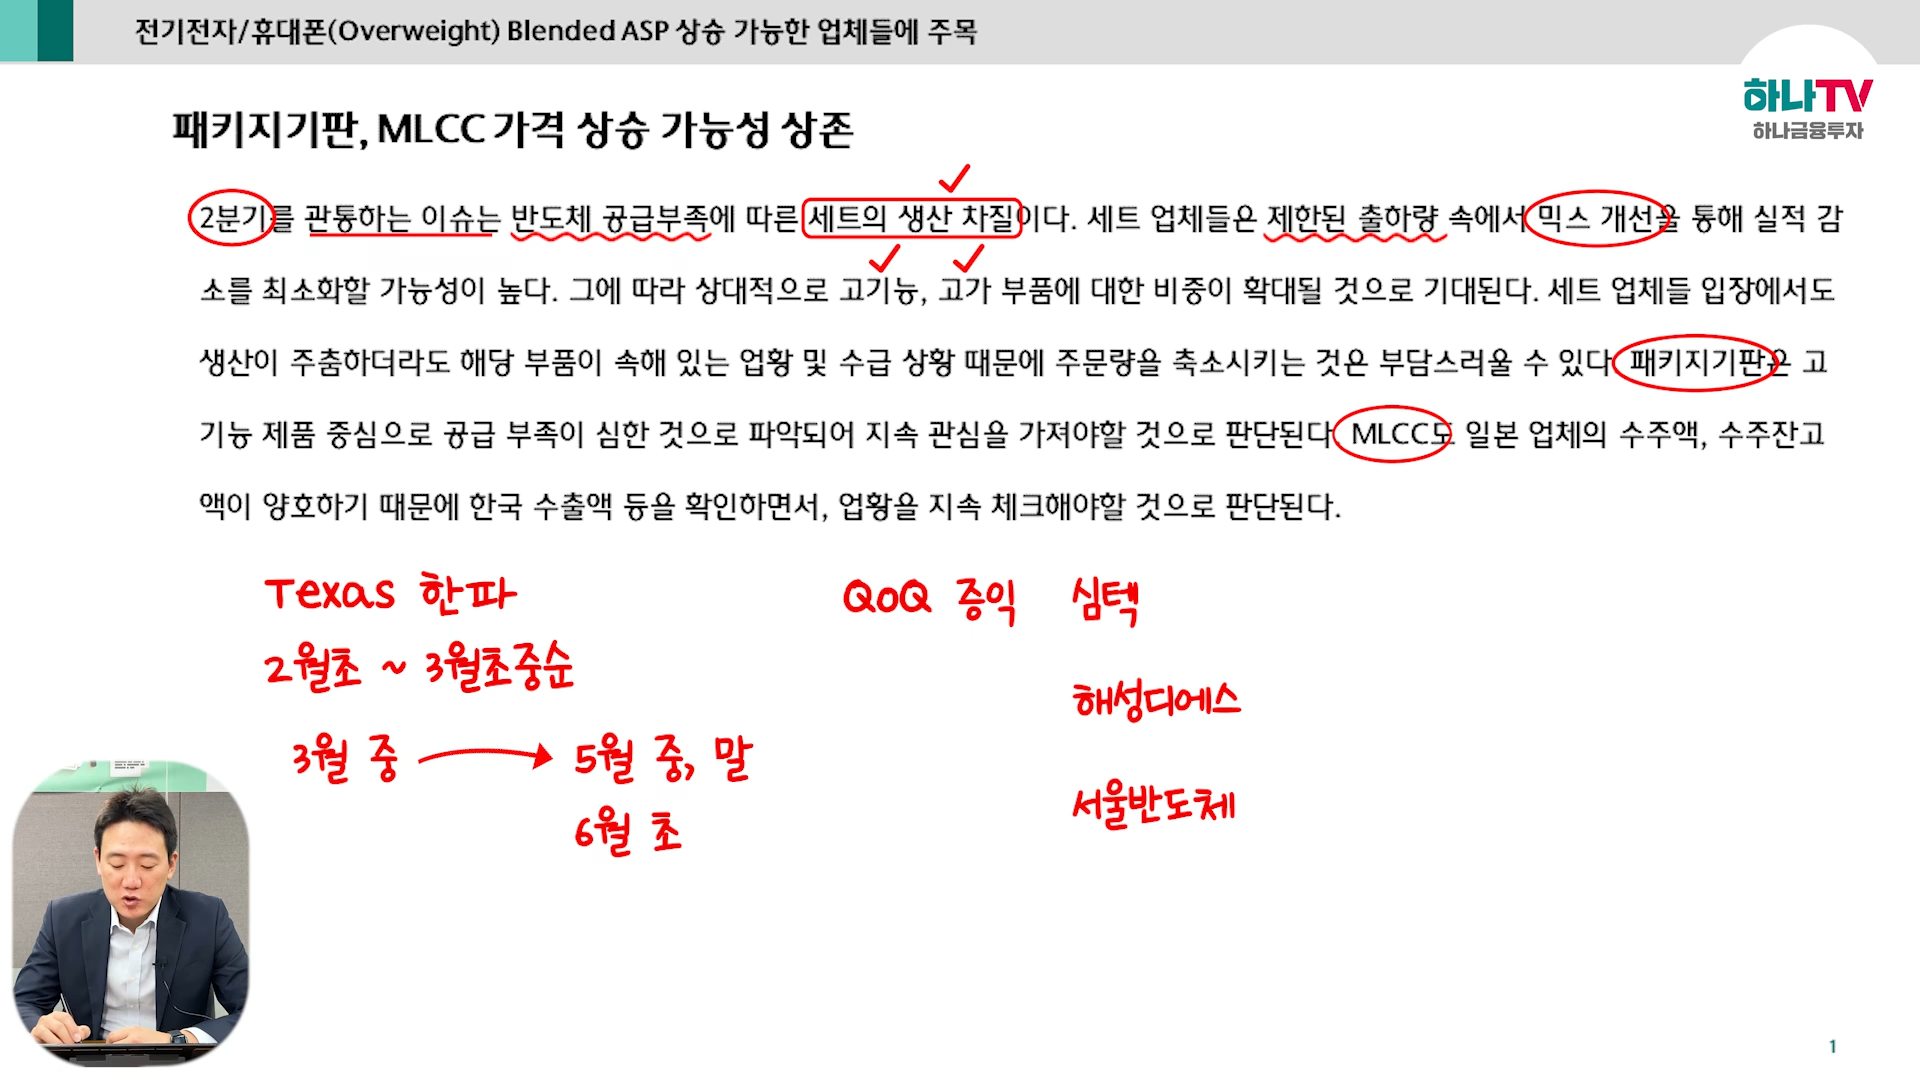 전기전자/휴대폰(Overweight) Blended ASP 상승 가능한 업체들에 주목
하나TV
하나금융투자
패키지기판, MLCC 가격 상승 가능성 상존
2분기를 관통하는 이슈는 반도체 공급부족에 따른 세트의 생산 차질이다. 세트 업체들은 제한된 출하량 속에서 믹스 개선을 통해 실적 감
소를 최소화할 가능성이 높다. 그에 따라 상대적으로 고기능, 고가 부품에 대한 비중이 확대될 것으로 기대된다. 세트 업체들 입장에서도
생산이 주춤하더라도 해당 부품이 속해 있는 업황 및 수급 상황 때문에 주문량을 축소시키는 것은 부담스러울 수 있다. 패키지기판은 고
기능 제품 중심으로 공급 부족이 심한 것으로 파악되어 지속 관심을 가져야할 것으로 판단된다. MLCC도 일본 업체의 수주액, 수주잔고
액이 양호하기 때문에 한국 수출액 등을 확인하면서, 업황을 지속 체크해야할 것으로 판단된다.
Texas 한파
2월초 ~ 3월초중순
3월 중 → 5월 중, 말
6월 초
QoQ 증익 심텍
해성디에스
서울반도체
1